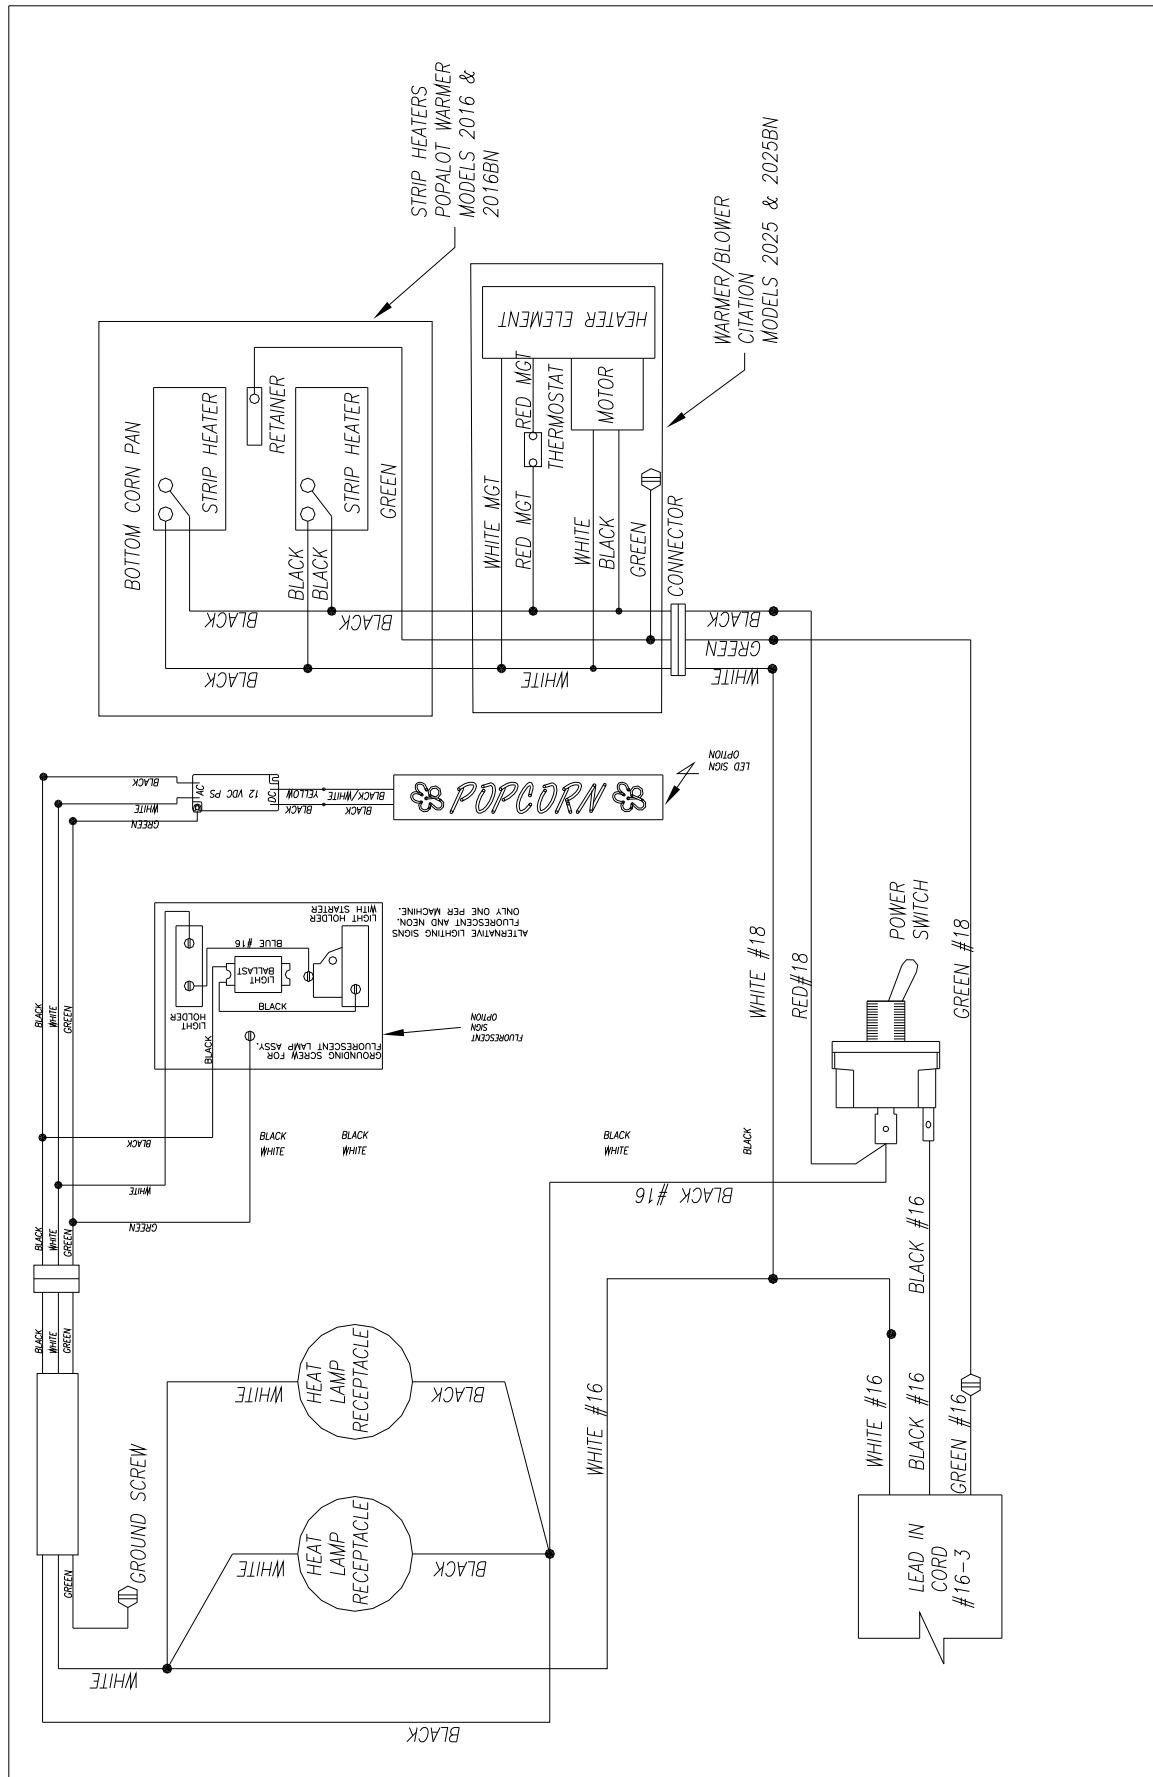 STRIP HEATERS
POPALOT WARMER
MODELS 2016 &
2016BN
WARMER/BLOWER
CITATION
MODELS 2025 & 2025BN
BOTTOM CORN PAN
STRIP HEATER
RETAINER
STRIP HEATER
GREEN
BLACK
BLACK
BLACK
BLACK
BLACK
HEATER ELEMENT
WHITE MGT
RED MGT
RED MGT
THERMOSTAT
MOTOR
WHITE
BLACK
GREEN
WHITE
CONNECTOR
BLACK
GREEN
WHITE
BLACK
WHITE
GREEN
AC
12 VDC PS
DC
YELLOW
BLACK
BLACK/WHITE
BLACK
POPCORN
LED SIGN
OPTION
BLACK
WHITE
GREEN
LIGHT HOLDER
WITH STARTER
BLUE #16
LIGHT
BALLAST
BLACK
LIGHT
HOLDER
BLACK
GROUNDING SCREW FOR
FLUORESCENT LAMP ASSY.
ALTERNATIVE LIGHTING SIGNS
FLUORESCENT AND NEON.
ONLY ONE PER MACHINE.
FLUORESCENT
SIGN
OPTION
BLACK
WHITE
GREEN
BLACK
WHITE
BLACK
WHITE
BLACK
WHITE
BLACK
BLACK
WHITE
GREEN
BLACK
WHITE
GREEN
GREEN
GROUND SCREW
WHITE
BLACK
HEAT
LAMP
RECEPTACLE
WHITE
BLACK
HEAT
LAMP
RECEPTACLE
WHITE
BLACK
WHITE #16
BLACK #16
WHITE #18
RED#18
POWER
SWITCH
GREEN #18
BLACK #16
WHITE #16
BLACK #16
GREEN #16
LEAD IN
CORD
#16-3